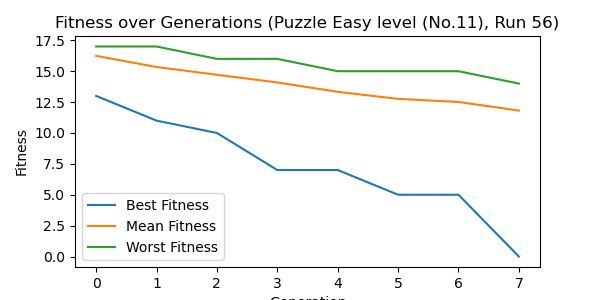 Fitness over Generations (Puzzle Easy level (No.11), Run 56)
17.5
15.0
12.5
10.0
7.5
5.0
2.5
0.0
Fitness
Best Fitness
Mean Fitness
Worst Fitness
0 1 2 3 4 5 6 7
Generation